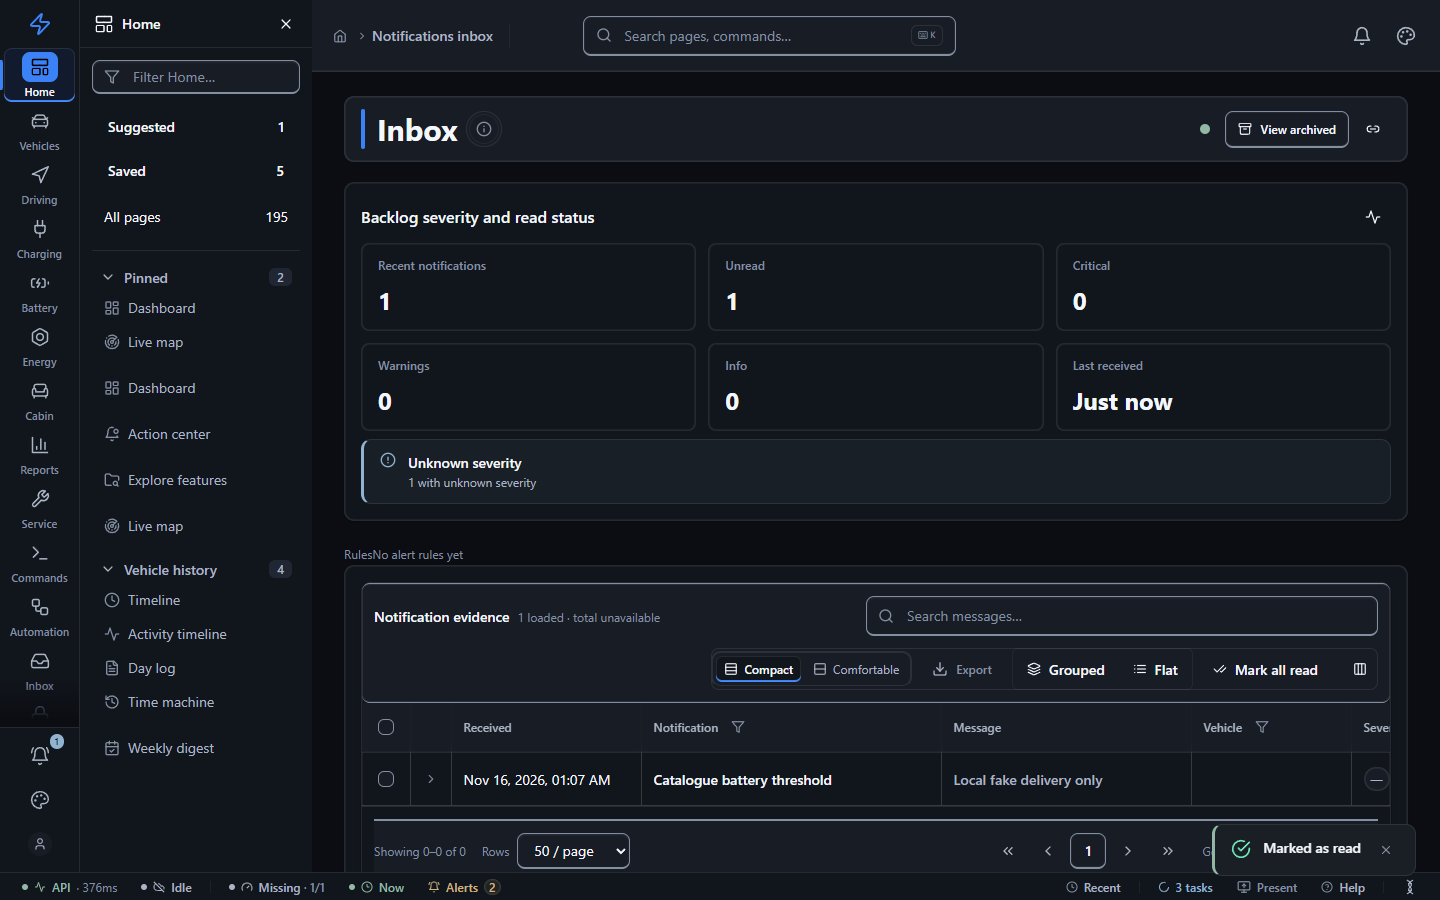 Home
Notifications inbox
Search pages, commands...
K
Home
Filter Home...
Vehicles
Driving
Charging
Battery
Energy
Cabin
Reports
Service
Commands
Automation
Inbox
1
Suggested 1
Saved 5
All pages 195
Pinned 2
Dashboard
Live map
Dashboard
Action center
Explore features
Live map
Vehicle history 4
Timeline
Activity timeline
Day log
Time machine
Weekly digest
Inbox
View archived
Backlog severity and read status
Recent notifications
1
Unread
1
Critical
0
Warnings
0
Info
0
Last received
Just now
Unknown severity
1 with unknown severity
RulesNo alert rules yet
Notification evidence 1 loaded · total unavailable
Search messages...
Compact Comfortable Export Grouped Flat Mark all read
Received Notification Message Vehicle Sever
Nov 16, 2026, 01:07 AM Catalogue battery threshold Local fake delivery only —
Showing 0–0 of 0 Rows 50 / page 1
Marked as read
API · 376ms Idle Missing · 1/1 Now Alerts 2 Recent 3 tasks Present Help